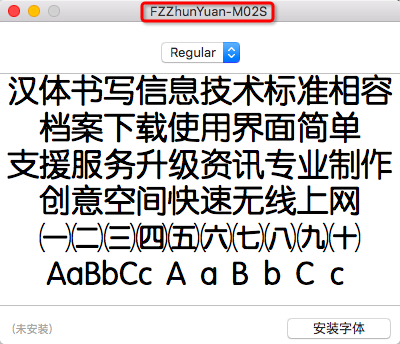 FZZhunYuan-M02S
Regular
汉体书写信息技术标准相容
档案下载使用界面简单
支援服务升级资讯专业制作
创意空间快速无线上网
㈠㈡㈢㈣㈤㈥㈦㈧㈨㈩
AaBbCc A a B b C c
(未安装)
安装字体